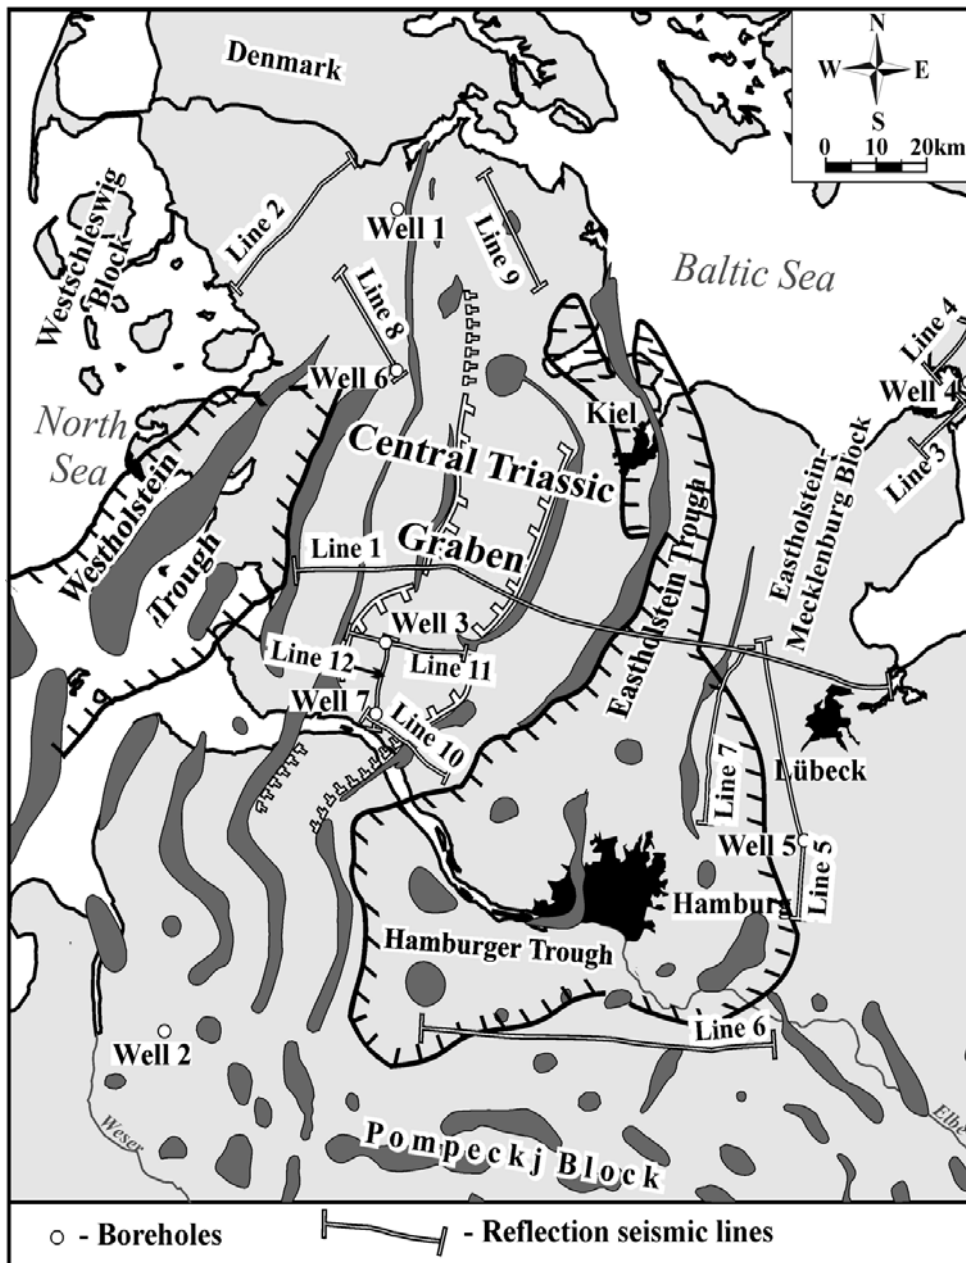 Denmark
N
W E
S
0 10 20km
Westschleswig
Block
Line 2
Well 1
Line 9
Baltic Sea
Line 8
Line 4
Well 6
Well 4
North
Sea
Kiel
Line 3
Central Triassic
Graben
Westholstein
Trough
Eastholstein Trough
Eastholstein-
Mecklenburg Block
Line 1
Well 3
Line 12
Line 11
Well 7
Line 10
Line 7
Lübeck
Well 5
Line 5
Hamburg
Hamburger Trough
Line 6
Well 2
Weser
Elbe
Pompeckj Block
- Boreholes
- Reflection seismic lines